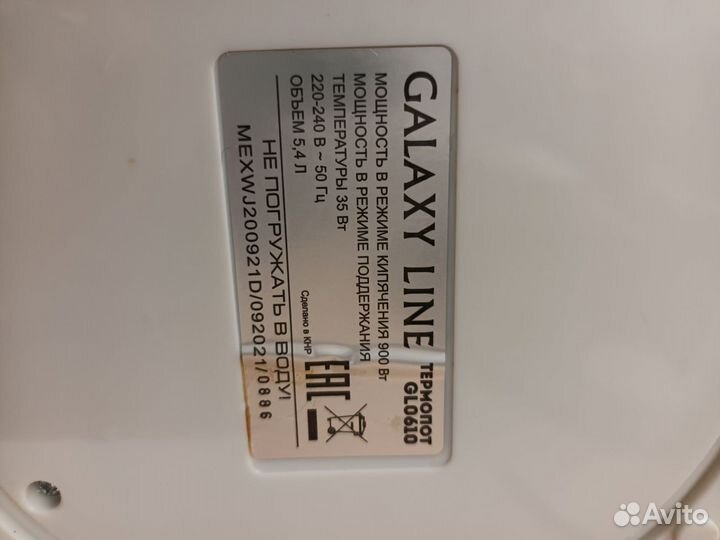 GALAXY LINE
ТЕРМОПОТ
GL0610
МОЩНОСТЬ В РЕЖИМЕ КИПЯЧЕНИЯ 900 Вт
МОЩНОСТЬ В РЕЖИМЕ ПОДДЕРЖАНИЯ
ТЕМПЕРАТУРЫ 35 Вт
220-240 В ~ 50 Гц
ОБЪЕМ 5,4 Л
Сделано в КНР
EAC
НЕ ПОГРУЖАТЬ В ВОДУ!
MEXWJ200921D/092021/0886
Avito